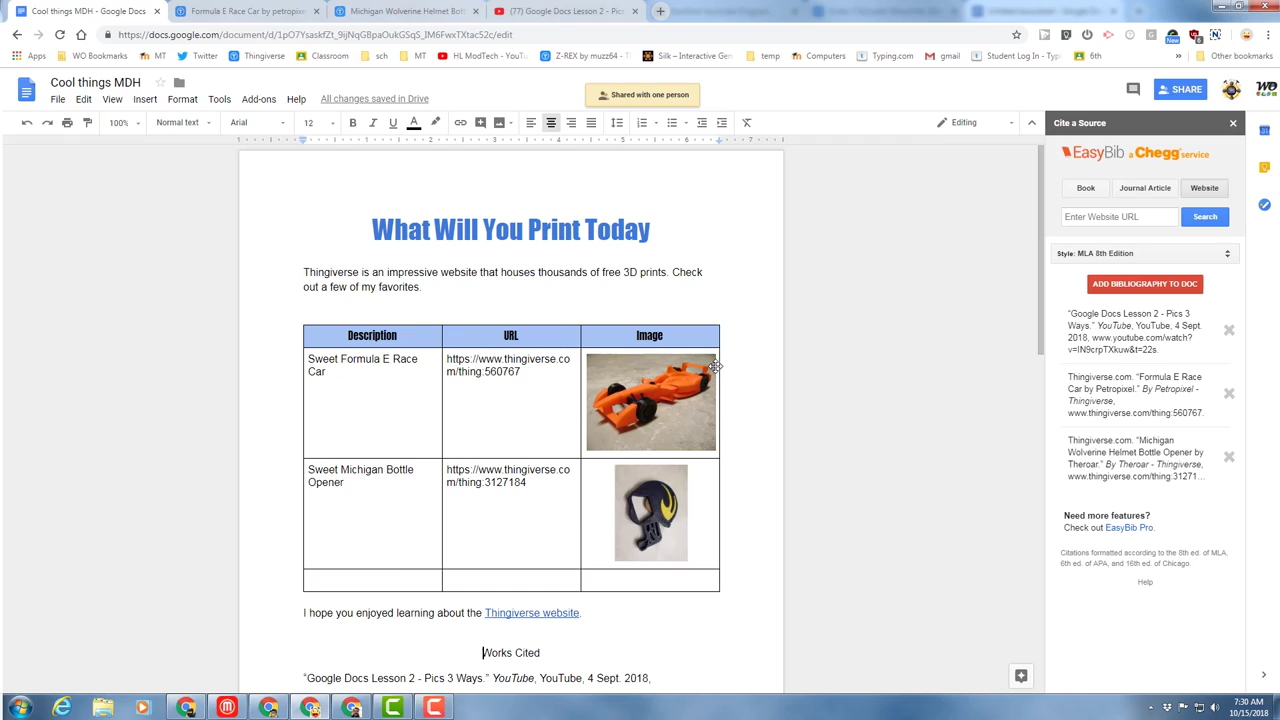 Cool things MDH - Google Docs
Formula E Race Car by petropixel
Michigan Wolverine Helmet Bottl
(77) Google Docs Lesson 2 - Pics
https://docs.google.com/document/d/1pO7YsaskfZt_9ijNqGBpaOukGSqS_IM6FwxTXtac52c/edit
Apps WO Bookmarks MT Twitter Thingiverse Classroom sch MT HL ModTech - YouTu Z-REX by muzz64 - T Silk – Interactive Gen temp Computers Typing.com gmail Student Log In - Typ 6th » Other bookmarks
Cool things MDH
File Edit View Insert Format Tools Add-ons Help All changes saved in Drive
Shared with one person
SHARE
100% Normal text Arial 12 B I U A Editing
1 2 3 4 5 6 7
What Will You Print Today
Thingiverse is an impressive website that houses thousands of free 3D prints. Check
out a few of my favorites.
Description URL Image
Sweet Formula E Race
Car
https://www.thingiverse.co
m/thing:560767
Sweet Michigan Bottle
Opener
https://www.thingiverse.co
m/thing:3127184
I hope you enjoyed learning about the Thingiverse website.
Works Cited
“Google Docs Lesson 2 - Pics 3 Ways.” YouTube, YouTube, 4 Sept. 2018,
Cite a Source
EasyBib a Chegg service
Book Journal Article Website
Enter Website URL Search
Style: MLA 8th Edition
ADD BIBLIOGRAPHY TO DOC
“Google Docs Lesson 2 - Pics 3
Ways.” YouTube, YouTube, 4 Sept.
2018, www.youtube.com/watch?
v=IN9crpTXkuw&t=22s.
Thingiverse.com. “Formula E Race
Car by Petropixel.” By Petropixel -
Thingiverse,
www.thingiverse.com/thing:560767.
Thingiverse.com. “Michigan
Wolverine Helmet Bottle Opener by
Theroar.” By Theroar - Thingiverse,
www.thingiverse.com/thing:31271...
Need more features?
Check out EasyBib Pro.
Citations formatted according to the 8th ed. of MLA,
6th ed. of APA, and 16th ed. of Chicago.
Help
7:30 AM
10/15/2018